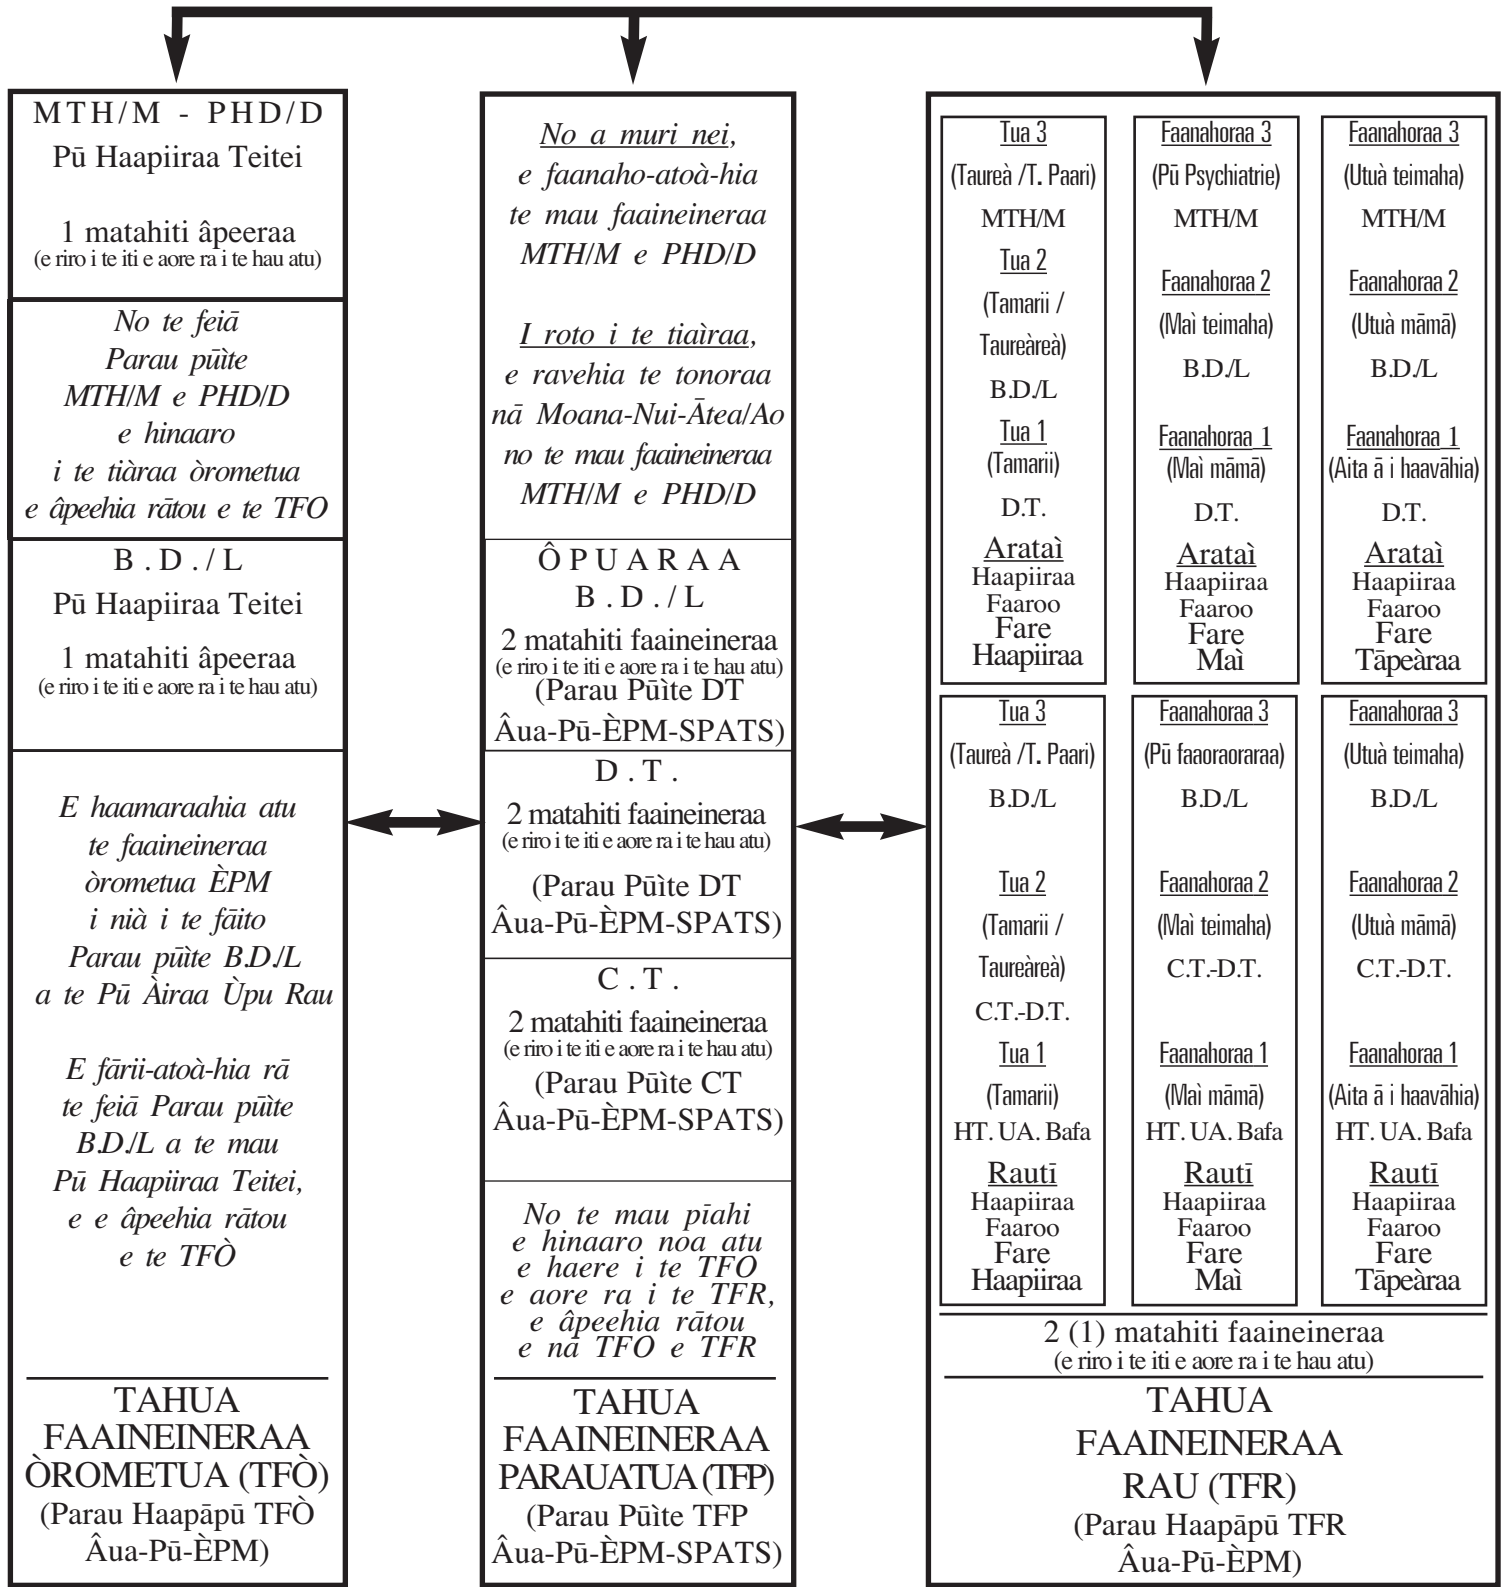 MTH/M - PHD/D
Pū Haapiiraa Teitei
1 matahiti âpeeraa
(e riro i te iti e aore ra i te hau atu)
No te feiā
Parau pūìte
MTH/M e PHD/D
e hinaaro
i te tiàraa òrometua
e âpeehia rātou e te TFO
B.D./L
Pū Haapiiraa Teitei
1 matahiti âpeeraa
(e riro i te iti e aore ra i te hau atu)
E haamaraahia atu
te faaineineraa
òrometua ÈPM
i nià i te fāito
Parau pūìte B.D./L
a te Pū Àiraa Ùpu Rau
E fārii-atoà-hia rā
te feiā Parau pūìte
B.D./L a te mau
Pū Haapiiraa Teitei,
e e âpeehia rātou
e te TFÒ
TAHUA
FAAINEINERAA
ÒROMETUA (TFÒ)
(Parau Haapāpū TFÒ
Âua-Pū-ÈPM)
No a muri nei,
e faanaho-atoà-hia
te mau faaineineraa
MTH/M e PHD/D
I roto i te tiaìraa,
e ravehia te tonoraa
nā Moana-Nui-Ātea/Ao
no te mau faaineineraa
MTH/M e PHD/D
ÔPUARAA
B.D./L
2 matahiti faaineineraa
(e riro i te iti e aore ra i te hau atu)
(Parau Pūìte DT
Âua-Pū-ÈPM-SPATS)
D.T.
2 matahiti faaineineraa
(e riro i te iti e aore ra i te hau atu)
(Parau Pūìte DT
Âua-Pū-ÈPM-SPATS)
C.T.
2 matahiti faaineineraa
(e riro i te iti e aore ra i te hau atu)
(Parau Pūìte CT
Âua-Pū-ÈPM-SPATS)
No te mau pīahi
e hinaaro noa atu
e haere i te TFO
e aore ra i te TFR,
e âpeehia rātou
e nā TFO e TFR
TAHUA
FAAINEINERAA
PARAUATUA (TFP)
(Parau Pūìte TFP
Âua-Pū-ÈPM-SPATS)
Tua 3
(Taureà /T. Paari)
MTH/M
Tua 2
(Tamarii /
Taureàreà)
B.D./L
Tua 1
(Tamarii)
D.T.
Arataì
Haapiiraa
Faaroo
Fare
Haapiiraa
Faanahoraa 3
(Pū Psychiatrie)
MTH/M
Faanahoraa 2
(Maì teimaha)
B.D./L
Faanahoraa 1
(Maì māmā)
D.T.
Arataì
Haapiiraa
Faaroo
Fare
Maì
Faanahoraa 3
(Utuà teimaha)
MTH/M
Faanahoraa 2
(Utuà māmā)
B.D./L
Faanahoraa 1
(Aita ā i haavāhia)
D.T.
Arataì
Haapiiraa
Faaroo
Fare
Tāpeàraa
Tua 3
(Taureà /T. Paari)
B.D./L
Tua 2
(Tamarii /
Taureàreà)
C.T.-D.T.
Tua 1
(Tamarii)
HT. UA. Bafa
Rautī
Haapiiraa
Faaroo
Fare
Haapiiraa
Faanahoraa 3
(Pū faaoraoraraa)
B.D./L
Faanahoraa 2
(Maì teimaha)
C.T.-D.T.
Faanahoraa 1
(Maì māmā)
HT. UA. Bafa
Rautī
Haapiiraa
Faaroo
Fare
Maì
Faanahoraa 3
(Utuà teimaha)
B.D./L
Faanahoraa 2
(Utuà māmā)
C.T.-D.T.
Faanahoraa 1
(Aita ā i haavāhia)
HT. UA. Bafa
Rautī
Haapiiraa
Faaroo
Fare
Tāpeàraa
2 (1) matahiti faaineineraa
(e riro i te iti e aore ra i te hau atu)
TAHUA
FAAINEINERAA
RAU (TFR)
(Parau Haapāpū TFR
Âua-Pū-ÈPM)